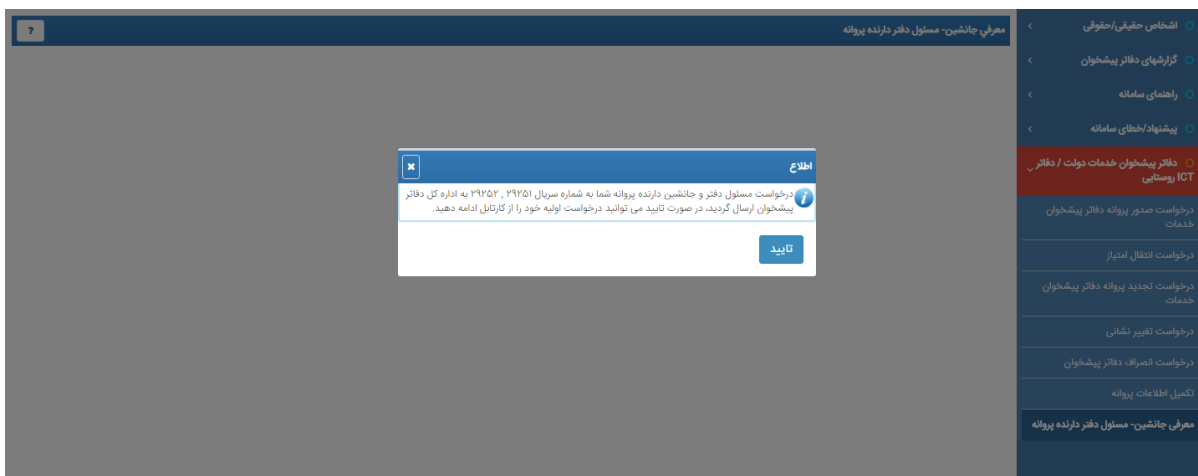 اشخاص حقیقی/حقوقی
گزارشهای دفاتر پیشخوان
راهنمای سامانه
پیشنهاد/خطای سامانه
دفاتر پیشخوان خدمات دولت / دفاتر
ICT روستایی
درخواست صدور پروانه دفاتر پیشخوان
خدمات
درخواست انتقال امتیاز
درخواست تجدید پروانه دفاتر پیشخوان
خدمات
درخواست تغییر نشانی
درخواست انصراف دفاتر پیشخوان
تکمیل اطلاعات پروانه
معرفی جانشین- مسئول دفتر دارنده پروانه
معرفي جانشین- مسئول دفتر دارنده پروانه
?
اطلاع
درخواست مسئول دفتر و جانشین دارنده پروانه شما به شماره سریال ۲۹۲۵۱ , ۲۹۲۵۲ به اداره کل دفاتر
پیشخوان ارسال گردید، در صورت تایید می توانید درخواست اولیه خود را از کارتابل ادامه دهید.
تایید